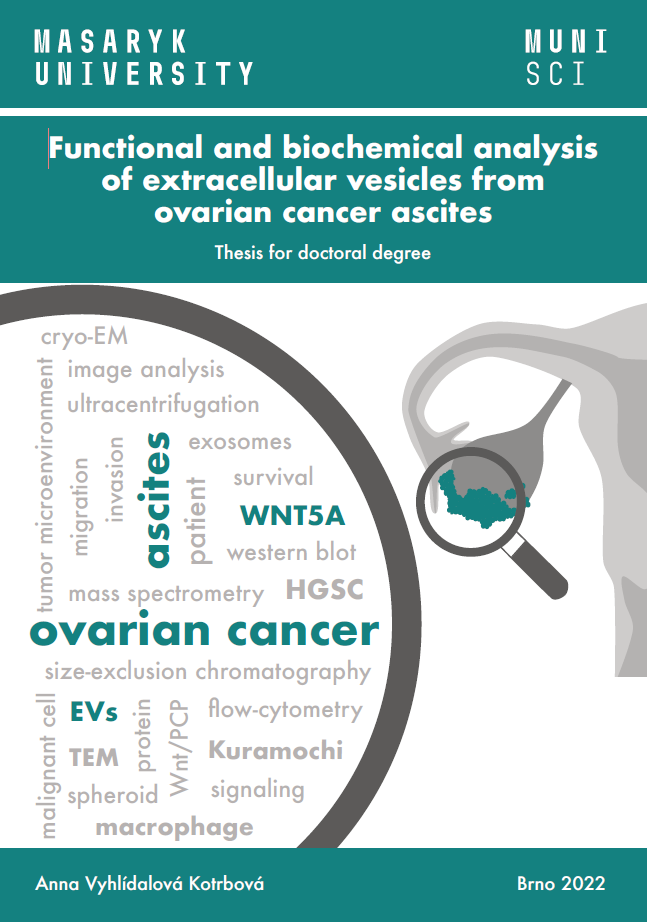 MASARYK
UNIVERSITY
MUNI
SCI
Functional and biochemical analysis
of extracellular vesicles from
ovarian cancer ascites
Thesis for doctoral degree
cryo-EM
image analysis
ultracentrifugation
tumor microenvironment
migration
invasion
ascites
exosomes
patient
survival
WNT5A
western blot
mass spectrometry
HGSC
ovarian cancer
size-exclusion chromatography
malignant cell
EVs
protein
Wnt/PCP
flow-cytometry
TEM
Kuramochi
spheroid
signaling
macrophage
Anna Vyhlídalová Kotrbová
Brno 2022